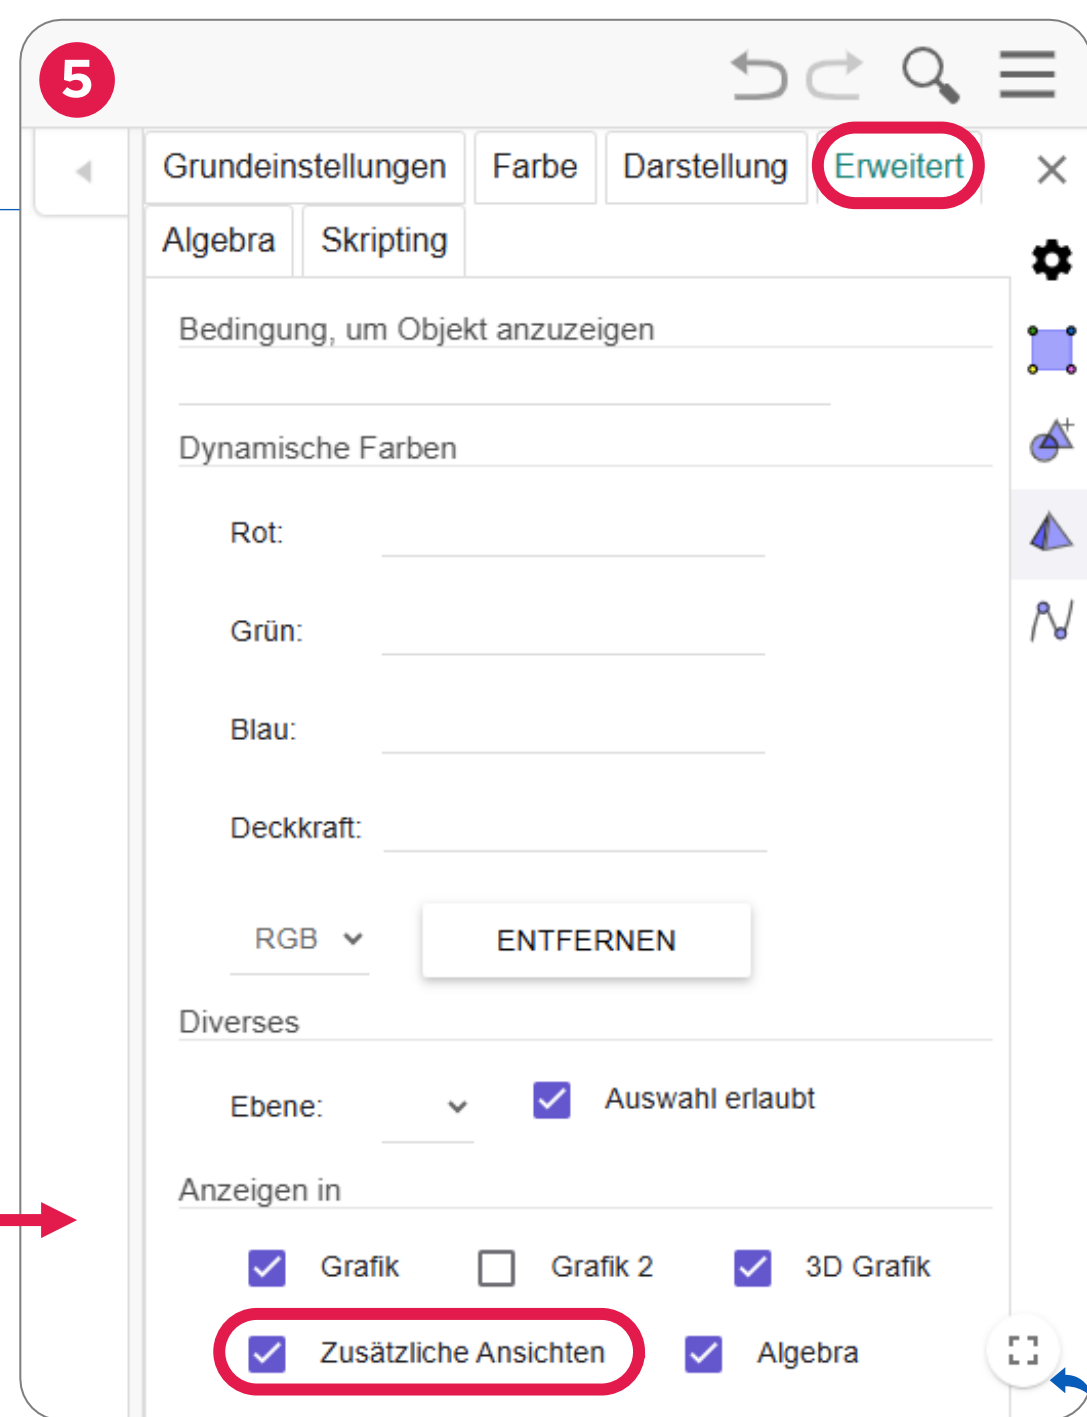 5
Grundeinstellungen Farbe Darstellung Erweitert
Algebra Skripting
Bedingung, um Objekt anzuzeigen
Dynamische Farben
Rot:
Grün:
Blau:
Deckkraft:
RGB ENTFERNEN
Diverses
Ebene: Auswahl erlaubt
Anzeigen in
Grafik Grafik 2 3D Grafik
Zusätzliche Ansichten Algebra